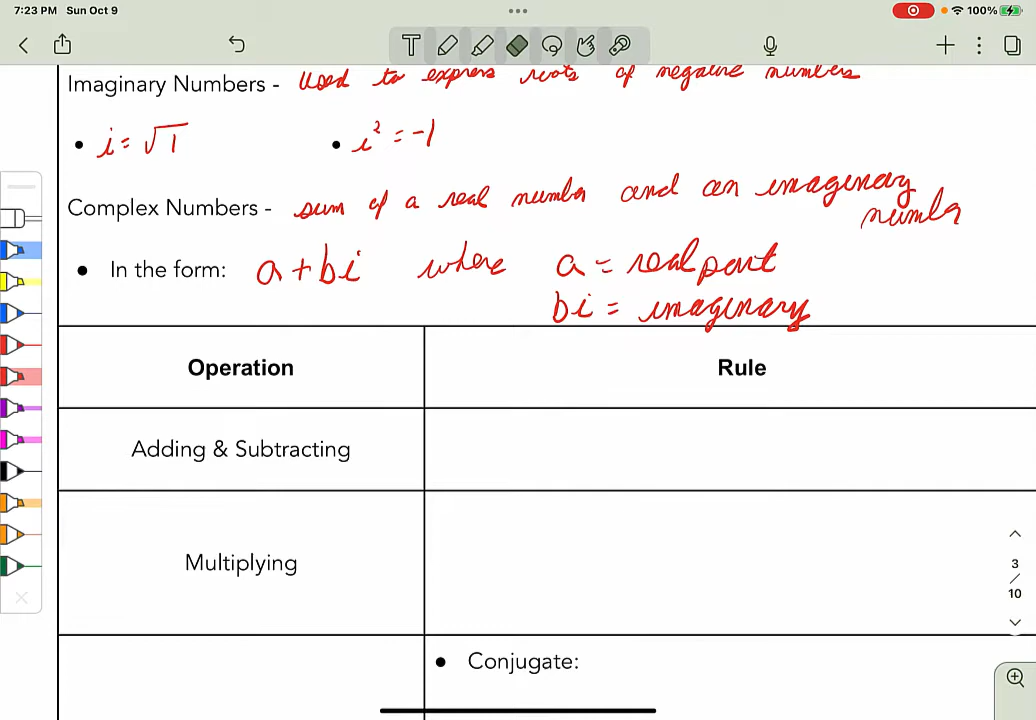 7:23 PM Sun Oct 9
100%
T
Imaginary Numbers - used to express roots of negative numbers
• i = √1 • i² = -1
Complex Numbers - sum of a real number and an imaginary
number
• In the form: a + bi where a = real part
bi = imaginary
Operation Rule
Adding & Subtracting
Multiplying
3
/
10
• Conjugate: